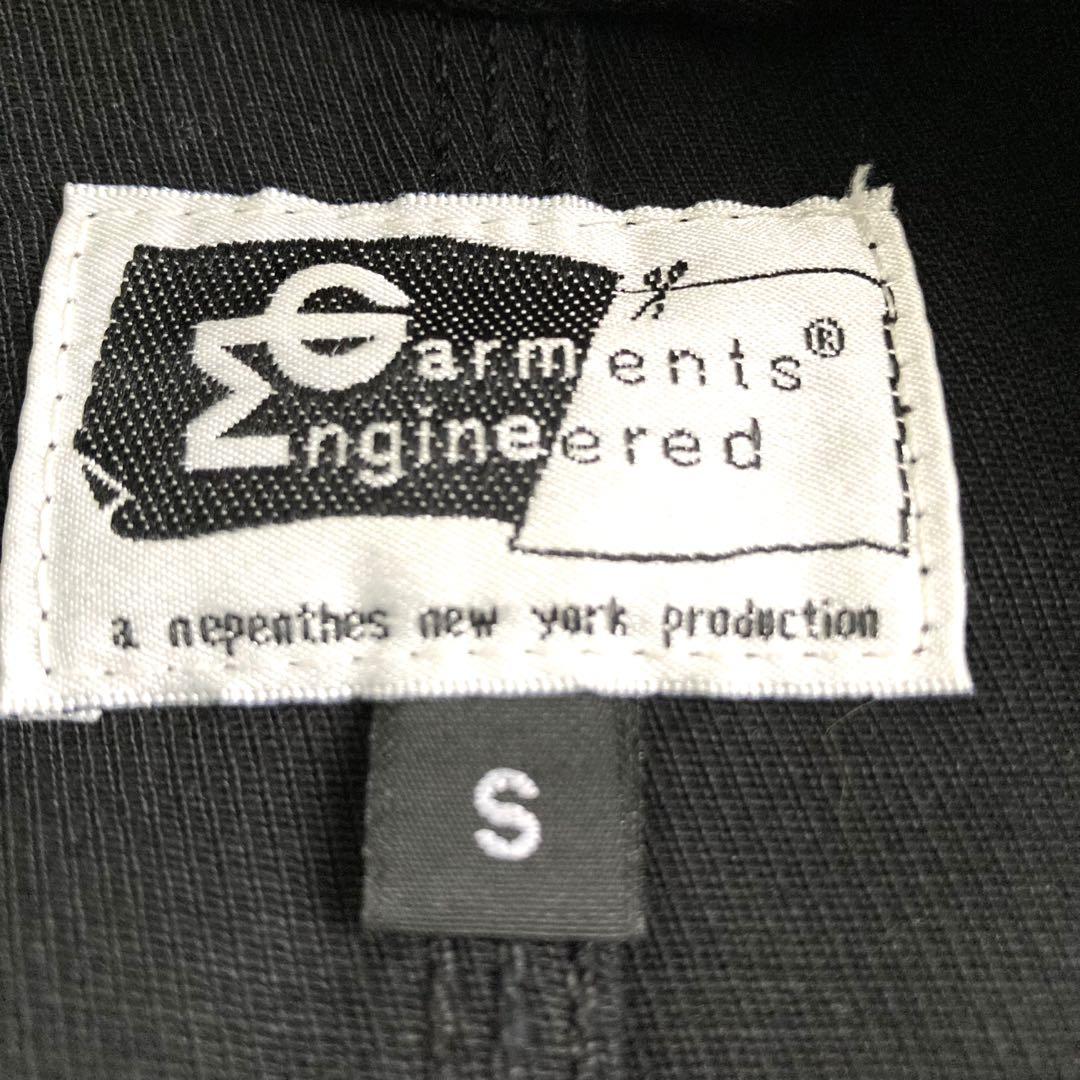 Garments®
Engineered
a nepenthes new york production
S